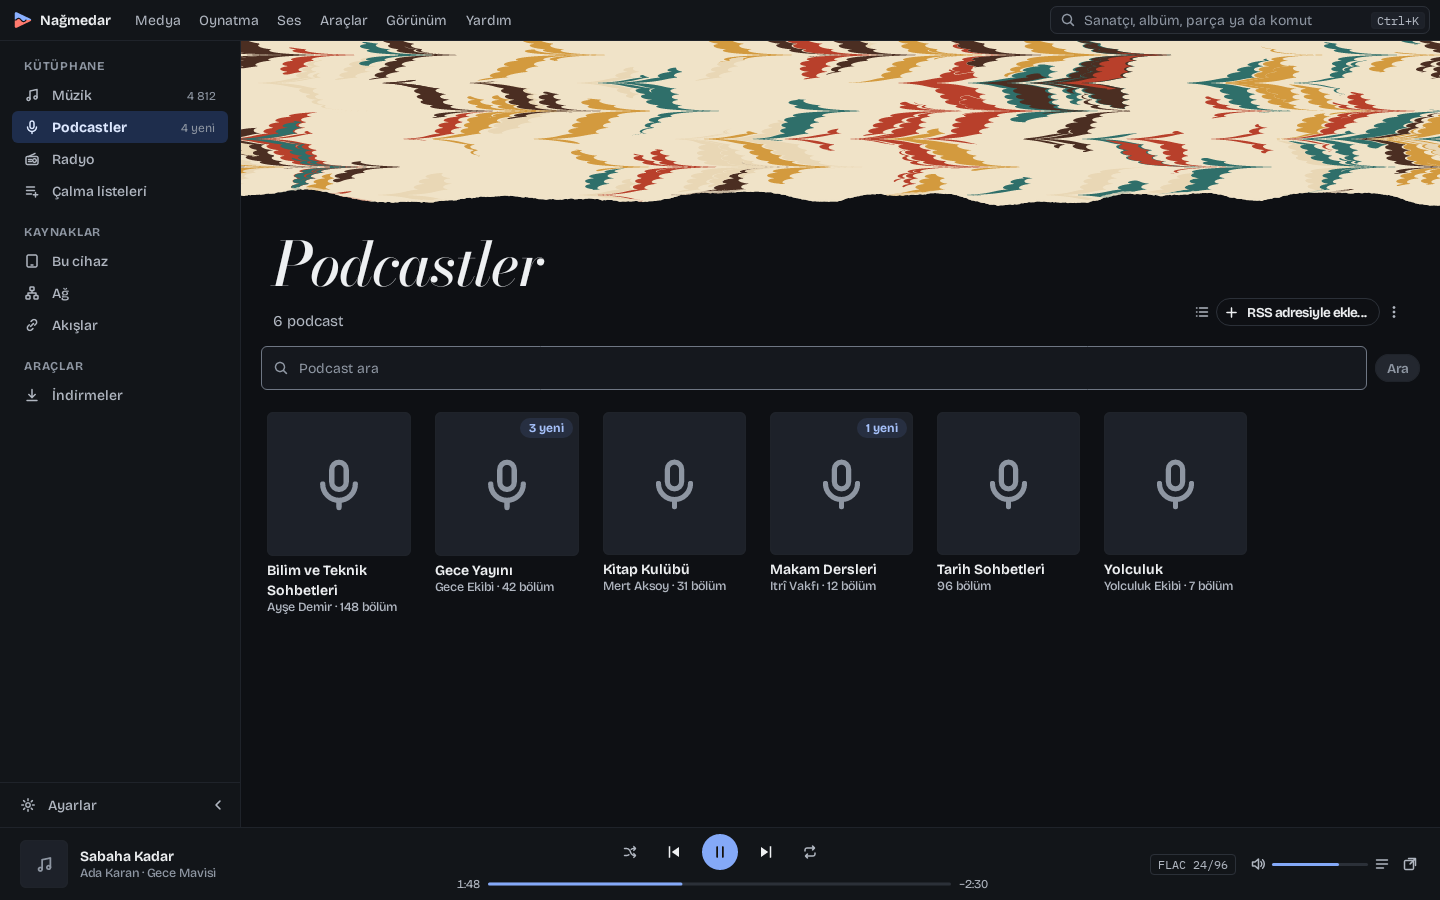 Nağmedar
Medya Oynatma Ses Araçlar Görünüm Yardım
Sanatçı, albüm, parça ya da komut Ctrl+K
KÜTÜPHANE
Müzik 4 812
Podcastler 4 yeni
Radyo
Çalma listeleri
KAYNAKLAR
Bu cihaz
Ağ
Akışlar
ARAÇLAR
İndirmeler
Ayarlar
Podcastler
6 podcast
RSS adresiyle ekle...
Podcast ara
Ara
Bilim ve Teknik
Sohbetleri
Ayşe Demir · 148 bölüm
3 yeni
Gece Yayını
Gece Ekibi · 42 bölüm
Kitap Kulübü
Mert Aksoy · 31 bölüm
1 yeni
Makam Dersleri
Itrî Vakfı · 12 bölüm
Tarih Sohbetleri
96 bölüm
Yolculuk
Yolculuk Ekibi · 7 bölüm
Sabaha Kadar
Ada Karan · Gece Mavisi
1:48
−2:30
FLAC 24/96